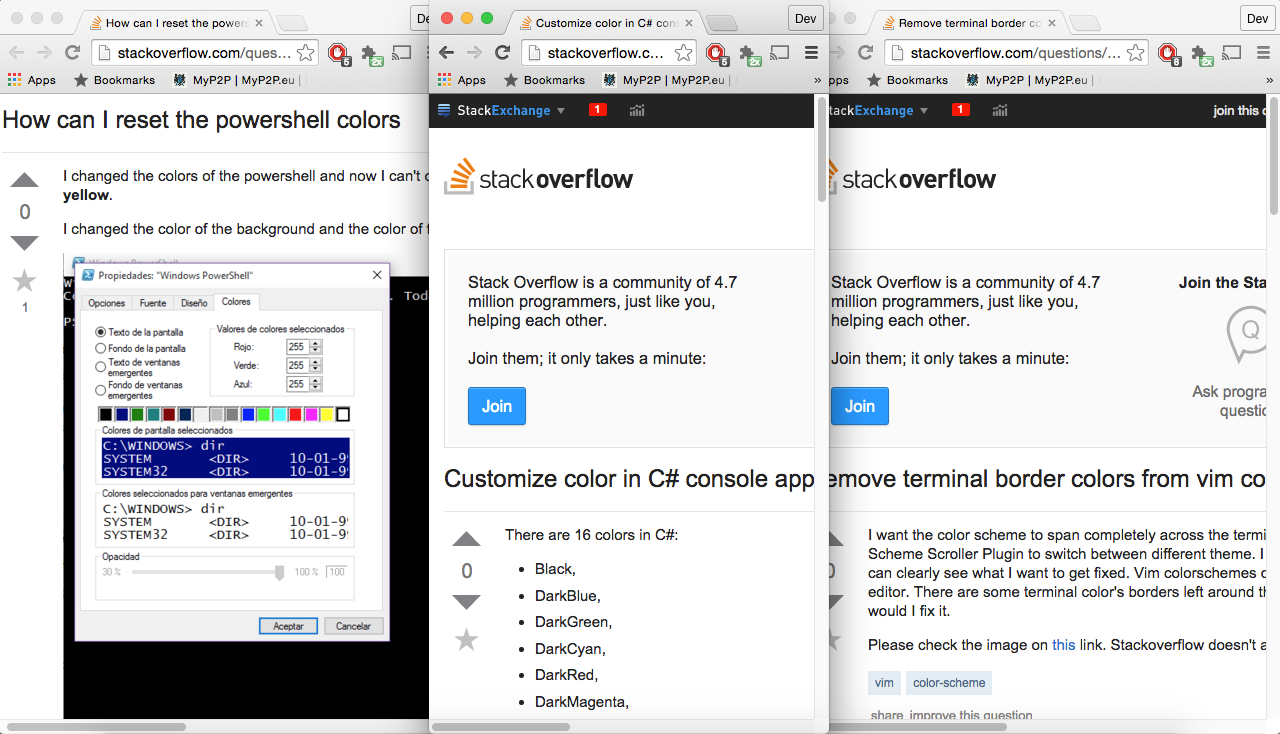 How can I reset the powers
De
stackoverflow.com/ques...
6
2x
Apps
Bookmarks
MyP2P | MyP2P.eu |
How can I reset the powershell colors
I changed the colors of the powershell and now I can't
yellow.
0
I changed the color of the background and the color of
1
Windows PowerShell
Propiedades: "Windows PowerShell"
Opciones
Fuente
Diseño
Colores
. Tod
Texto de la pantalla
Fondo de la pantalla
Texto de ventanas
emergentes
Fondo de ventanas
emergentes
Valores de colores seleccionados
Rojo:
255
Verde:
255
Azul:
255
Colores de pantalla seleccionados
C:\WINDOWS> dir
SYSTEM <DIR> 10-01-9
SYSTEM32 <DIR> 10-01-9
Colores seleccionados para ventanas emergentes
C:\WINDOWS> dir
SYSTEM <DIR> 10-01-9
SYSTEM32 <DIR> 10-01-9
Opacidad
30 %
100 %
100
Aceptar
Cancelar
Customize color in C# cons
Dev
stackoverflow.c...
6
2x
Apps
Bookmarks
MyP2P | MyP2P.eu |
»
StackExchange
1
stackoverflow
Stack Overflow is a community of 4.7
million programmers, just like you,
helping each other.
Join them; it only takes a minute:
Join
Customize color in C# console app
There are 16 colors in C#:
0
Black,
DarkBlue,
DarkGreen,
DarkCyan,
DarkRed,
DarkMagenta,
Remove terminal border co
Dev
stackoverflow.com/questions/...
6
2x
pps
Bookmarks
MyP2P | MyP2P.eu |
»
tackExchange
1
join this c
stackoverflow
Stack Overflow is a community of 4.7
million programmers, just like you,
helping each other.
Join them; it only takes a minute:
Join
Join the Sta
Q
Ask progra
questio
emove terminal border colors from vim co
I want the color scheme to span completely across the termi
Scheme Scroller Plugin to switch between different theme. I
can clearly see what I want to get fixed. Vim colorschemes
editor. There are some terminal color's borders left around th
would I fix it.
0
Please check the image on this link. Stackoverflow doesn't a
vim
color-scheme
share improve this question